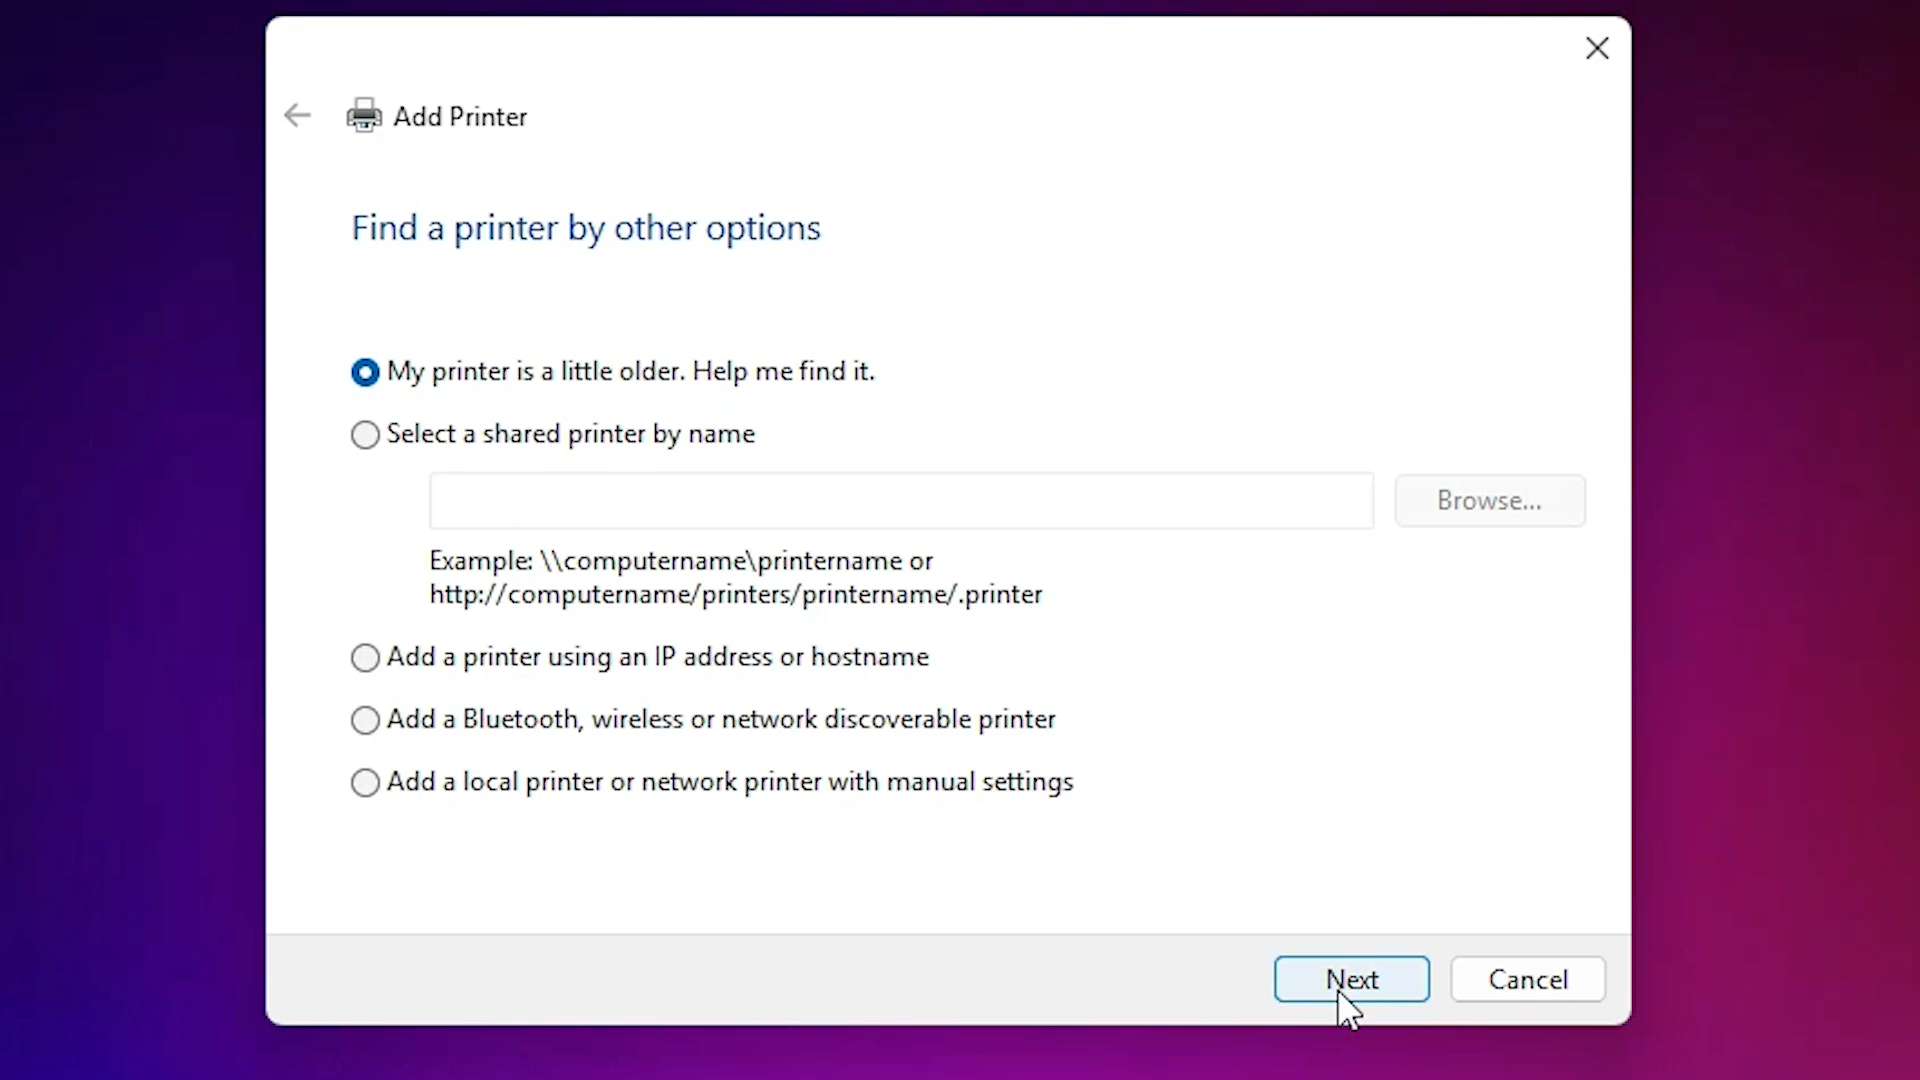 Add Printer
Find a printer by other options
My printer is a little older. Help me find it.
Select a shared printer by name
Browse...
Example: \\computername\printername or
http://computername/printers/printername/.printer
Add a printer using an IP address or hostname
Add a Bluetooth, wireless or network discoverable printer
Add a local printer or network printer with manual settings
Next
Cancel